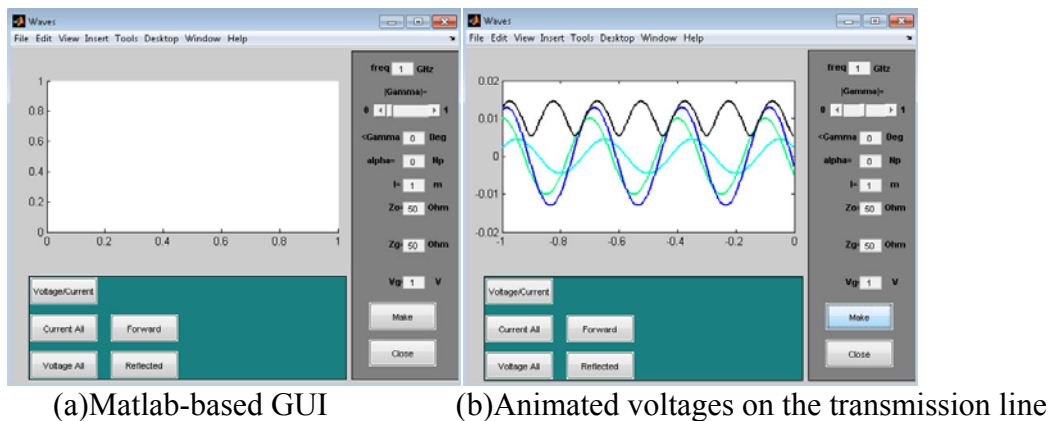 Waves
File Edit View Insert Tools Desktop Window Help
1
0.8
0.6
0.4
0.2
0
0 0.2 0.4 0.6 0.8 1
freq 1 GHz
|Gamma|=
0 1
<Gamma 0 Deg
alpha= 0 Np
l= 1 m
Zo= 50 Ohm
Zg= 50 Ohm
Vg= 1 V
Make
Close
Voltage/Current
Current All Forward
Voltage All Reflected
Waves
File Edit View Insert Tools Desktop Window Help
0.02
0.01
0
-0.01
-0.02
-1 -0.8 -0.6 -0.4 -0.2 0
freq 1 GHz
|Gamma|=
0 1
<Gamma 0 Deg
alpha= 0 Np
l= 1 m
Zo= 50 Ohm
Zg= 50 Ohm
Vg= 1 V
Make
Close
Voltage/Current
Current All Forward
Voltage All Reflected
(a)Matlab-based GUI
(b)Animated voltages on the transmission line